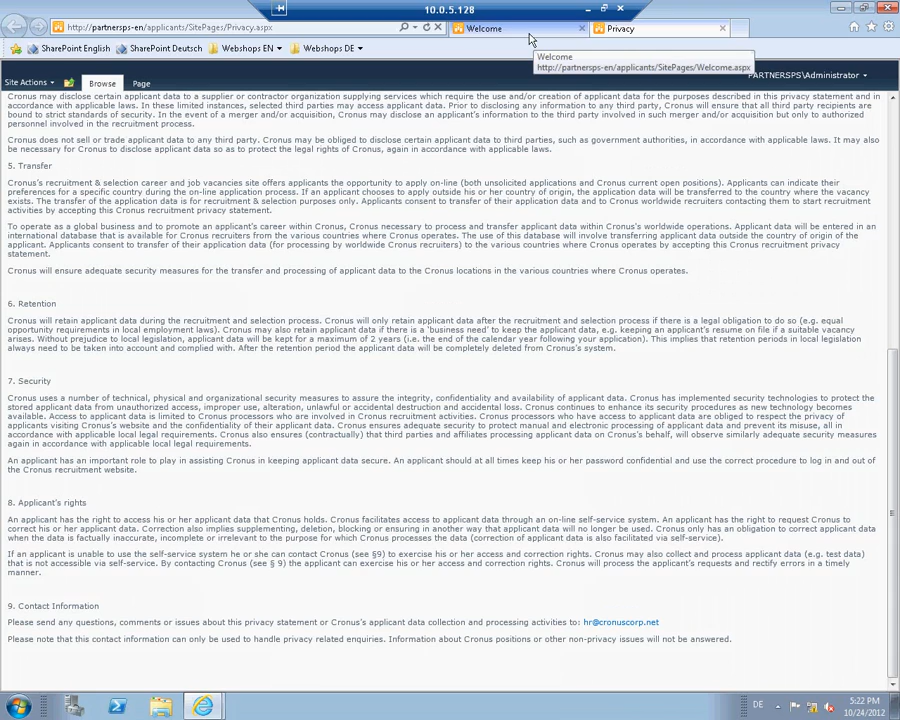 10.0.5.128
http://partnersps-en/applicants/SitePages/Privacy.aspx
Welcome
Privacy
SharePoint English
SharePoint Deutsch
Webshops EN
Webshops DE
Welcome
http://partnersps-en/applicants/SitePages/Welcome.aspx
Site Actions
Browse
Page
PARTNERSPS\Administrator
Cronus may disclose certain applicant data to a supplier or contractor organization supplying services which require the use and/or creation of applicant data for the purposes described in this privacy statement and in
accordance with applicable laws. In these limited instances, selected third parties may access applicant data. Prior to disclosing any information to any third party, Cronus will ensure that all third party recipients are
bound to strict standards of security. In the event of a merger and/or acquisition, Cronus may disclose an applicant's information to the third party involved in such merger and/or acquisition but only to authorized
personnel involved in the recruitment process.
Cronus does not sell or trade applicant data to any third party. Cronus may be obliged to disclose certain applicant data to third parties, such as government authorities, in accordance with applicable laws. It may also
be necessary for Cronus to disclose applicant data so as to protect the legal rights of Cronus, again in accordance with applicable laws.
5. Transfer
Cronus's recruitment & selection career and job vacancies site offers applicants the opportunity to apply on-line (both unsolicited applications and Cronus current open positions). Applicants can indicate their
preferences for a specific country during the on-line application process. If an applicant chooses to apply outside his or her country of origin, the application data will be transferred to the country where the vacancy
exists. The transfer of the application data is for recruitment & selection purposes only. Applicants consent to transfer of their application data and to Cronus worldwide recruiters contacting them to start recruitment
activities by accepting this Cronus recruitment privacy statement.
To operate as a global business and to promote an applicant's career within Cronus, Cronus necessary to process and transfer applicant data within Cronus's worldwide operations. Applicant data will be entered in an
international database that is available for Cronus recruiters from the various countries where Cronus operates. The use of this database will involve transferring applicant data outside the country of origin of the
applicant. Applicants consent to transfer of their application data (for processing by worldwide Cronus recruiters) to the various countries where Cronus operates by accepting this Cronus recruitment privacy
statement.
Cronus will ensure adequate security measures for the transfer and processing of applicant data to the Cronus locations in the various countries where Cronus operates.
6. Retention
Cronus will retain applicant data during the recruitment and selection process. Cronus will only retain applicant data after the recruitment and selection process if there is a legal obligation to do so (e.g. equal
opportunity requirements in local employment laws). Cronus may also retain applicant data if there is a 'business need' to keep the applicant data, e.g. keeping an applicant's resume on file if a suitable vacancy
arises. Without prejudice to local legislation, applicant data will be kept for a maximum of 2 years (i.e. the end of the calendar year following your application). This implies that retention periods in local legislation
always need to be taken into account and complied with. After the retention period the applicant data will be completely deleted from Cronus's system.
7. Security
Cronus uses a number of technical, physical and organizational security measures to assure the integrity, confidentiality and availability of applicant data. Cronus has implemented security technologies to protect the
stored applicant data from unauthorized access, improper use, alteration, unlawful or accidental destruction and accidental loss. Cronus continues to enhance its security procedures as new technology becomes
available. Access to applicant data is limited to Cronus processors who are involved in Cronus recruitment activities. Cronus processors who have access to applicant data are obliged to respect the privacy of the
applicants visiting Cronus's website and the confidentiality of their applicant data. Cronus ensures adequate security to protect manual and electronic processing of applicant data and prevent its misuse, all in
accordance with applicable legal requirements. Cronus also ensures (contractually) that third parties and affiliates processing applicant data on Cronus's behalf, will observe similarly adequate security measures
again in accordance with applicable local legal requirements.
An applicant has an important role to play in assisting Cronus in keeping applicant data secure. An applicant should at all times keep his or her password confidential and use the correct procedure to log in and out of
the Cronus recruitment website.
8. Applicant's rights
An applicant has the right to access his or her applicant data that Cronus holds. Cronus facilitates access to applicant data through an on-line self-service system. An applicant has the right to request Cronus to
correct his or her applicant data. Correction also implies supplementing, deletion, blocking or ensuring in another way that applicant data will no longer be used. Cronus only has an obligation to correct applicant data
when the data is factually inaccurate, incomplete or irrelevant to the purpose for which Cronus processes the data (correction of applicant data is also facilitated via self-service).
If an applicant is unable to use the self-service system he or she can contact Cronus (see §9) to exercise his or her access and correction rights. Cronus may also collect and process applicant data (e.g. test data)
that is not accessible via self-service. By contacting Cronus (see § 9) the applicant can exercise his/her access and correction rights. Cronus will process the applicant's requests and rectify errors in a timely
manner.
9. Contact Information
Please send any questions, comments or issues about this privacy statement or Cronus's applicant data collection and processing activities to: hr@cronuscorp.net
Please note that this contact information can only be used to handle privacy related enquiries. Information about Cronus positions or other non-privacy issues will not be answered.
DE
5:22 PM
10/24/2012